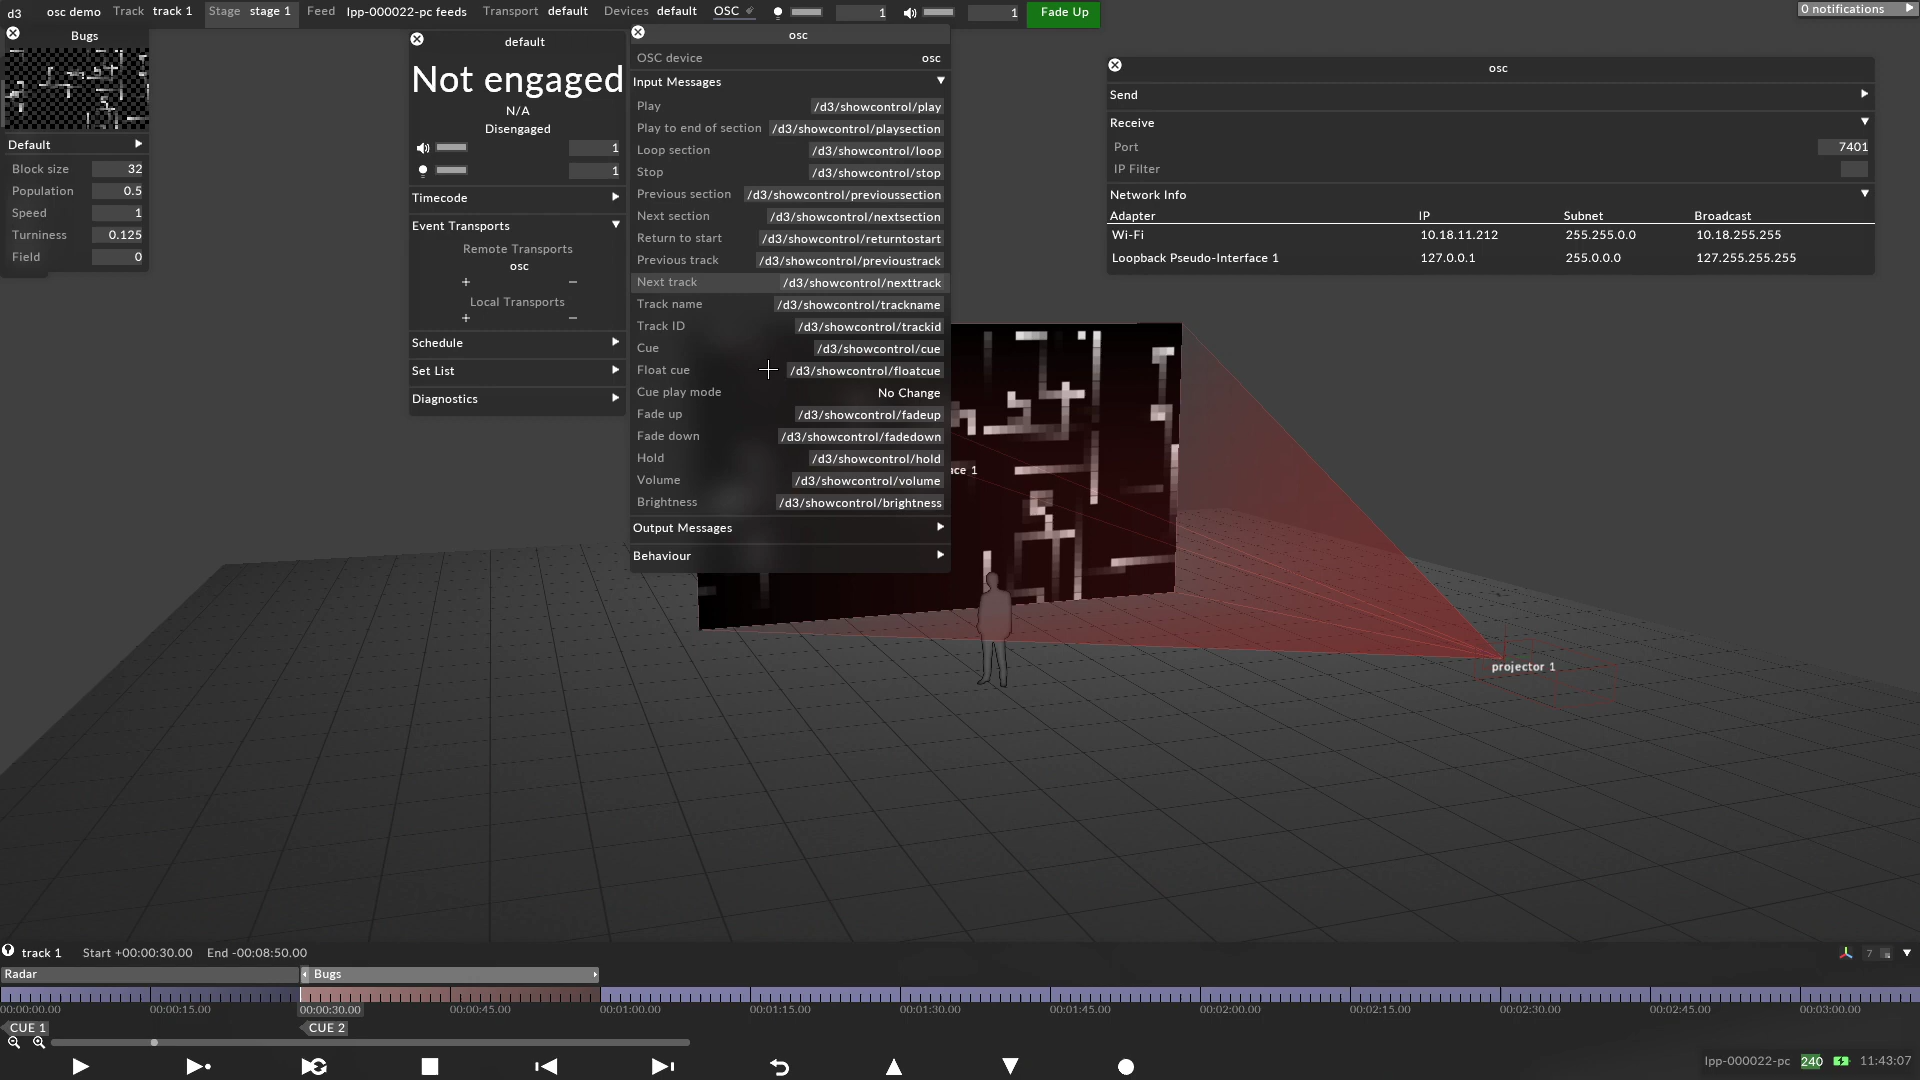 d3 osc demo Track track 1 Stage stage 1 Feed lpp-000022-pc feeds Transport default Devices default OSC 1 1 Fade Up 0 notifications
Bugs
Default
Block size 32
Population 0.5
Speed 1
Turniness 0.125
Field 0
default
Not engaged
N/A
Disengaged
1
1
Timecode
Event Transports
Remote Transports
osc
+ −
Local Transports
+ −
Schedule
Set List
Diagnostics
osc
OSC device osc
Input Messages
Play /d3/showcontrol/play
Play to end of section /d3/showcontrol/playsection
Loop section /d3/showcontrol/loop
Stop /d3/showcontrol/stop
Previous section /d3/showcontrol/previoussection
Next section /d3/showcontrol/nextsection
Return to start /d3/showcontrol/returntostart
Previous track /d3/showcontrol/previoustrack
Next track /d3/showcontrol/nexttrack
Track name /d3/showcontrol/trackname
Track ID /d3/showcontrol/trackid
Cue /d3/showcontrol/cue
Float cue /d3/showcontrol/floatcue
Cue play mode No Change
Fade up /d3/showcontrol/fadeup
Fade down /d3/showcontrol/fadedown
Hold /d3/showcontrol/hold
Volume /d3/showcontrol/volume
Brightness /d3/showcontrol/brightness
Output Messages
Behaviour
osc
Send
Receive
Port 7401
IP Filter
Network Info
Adapter IP Subnet Broadcast
Wi-Fi 10.18.11.212 255.255.0.0 10.18.255.255
Loopback Pseudo-Interface 1 127.0.0.1 255.0.0.0 127.255.255.255
ace 1
projector 1
track 1 Start +00:00:30.00 End -00:08:50.00 7
Radar Bugs
00:00:00.00 00:00:15.00 00:00:30.00 00:00:45.00 00:01:00.00 00:01:15.00 00:01:30.00 00:01:45.00 00:02:00.00 00:02:15.00 00:02:30.00 00:02:45.00 00:03:00.00
CUE 1 CUE 2
lpp-000022-pc 240 11:43:07